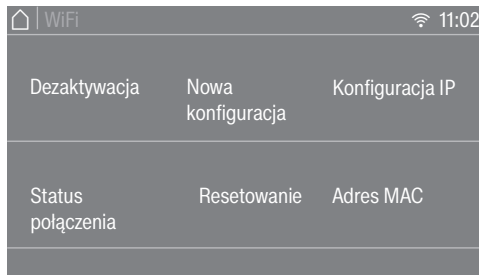 WiFi 11:02
Dezaktywacja Nowa konfiguracja Konfiguracja IP
Status połączenia Resetowanie Adres MAC